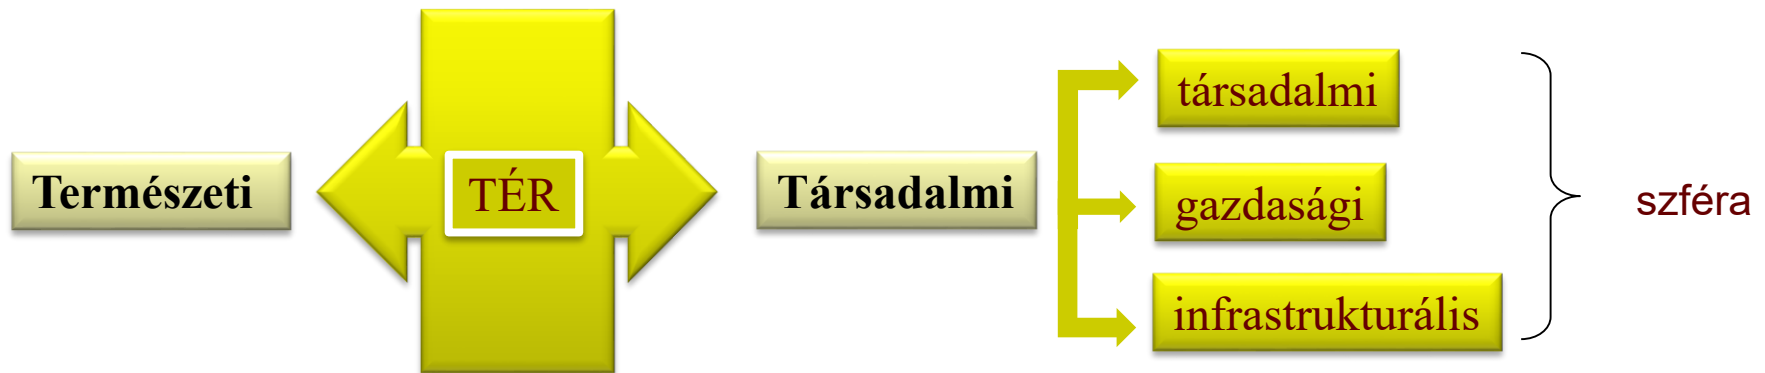 Természeti
TÉR
Társadalmi
társadalmi
gazdasági
infrastrukturális
szféra